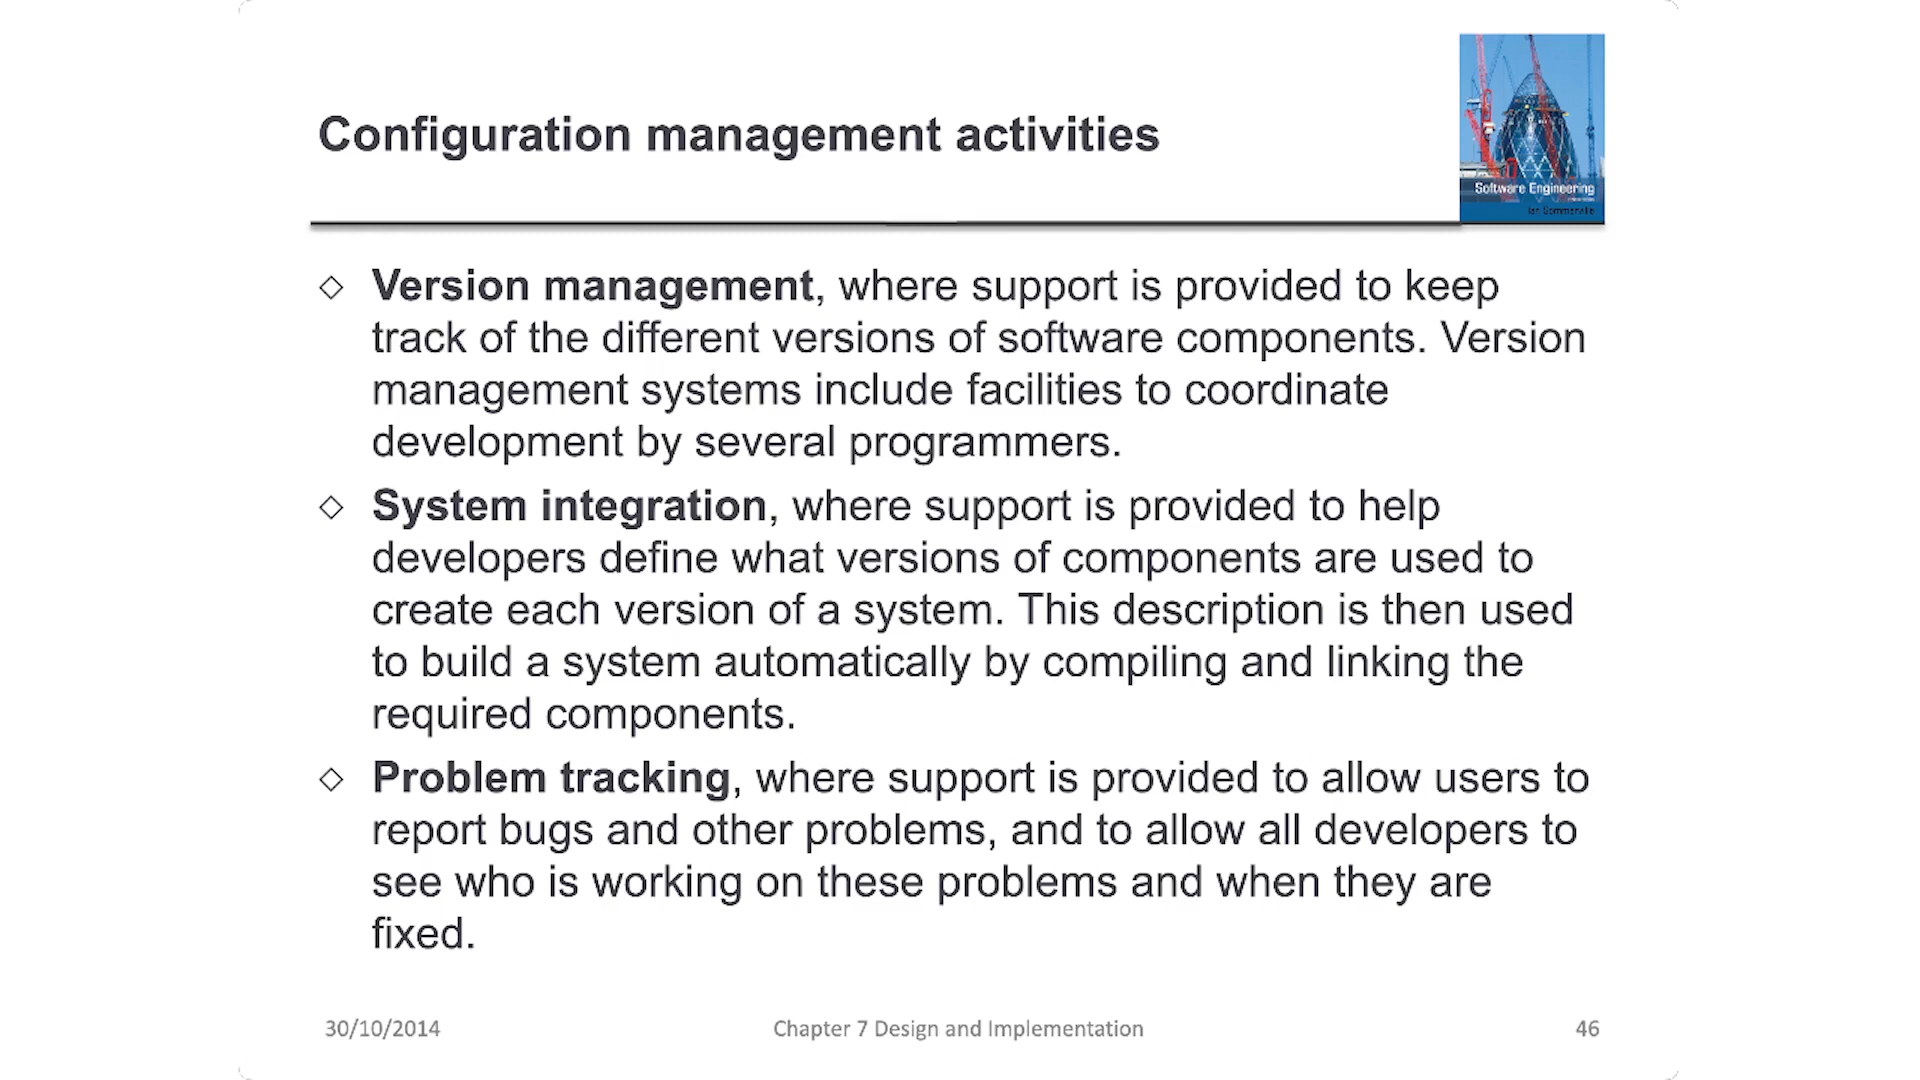 Configuration management activities
Software Engineering
Ian Sommerville
◇ Version management, where support is provided to keep
track of the different versions of software components. Version
management systems include facilities to coordinate
development by several programmers.
◇ System integration, where support is provided to help
developers define what versions of components are used to
create each version of a system. This description is then used
to build a system automatically by compiling and linking the
required components.
◇ Problem tracking, where support is provided to allow users to
report bugs and other problems, and to allow all developers to
see who is working on these problems and when they are
fixed.
30/10/2014 Chapter 7 Design and Implementation 46